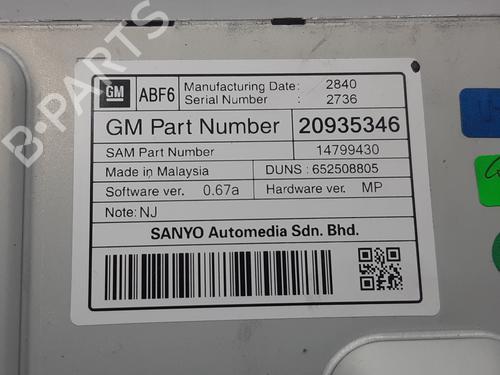 GM
ABF6
Manufacturing Date: 2840
Serial Number : 2736
GM Part Number 20935346
SAM Part Number 14799430
Made in Malaysia DUNS : 652508805
Software ver. 0.67a Hardware ver. MP
Note: NJ
SANYO Automedia Sdn. Bhd.
B-PARTS